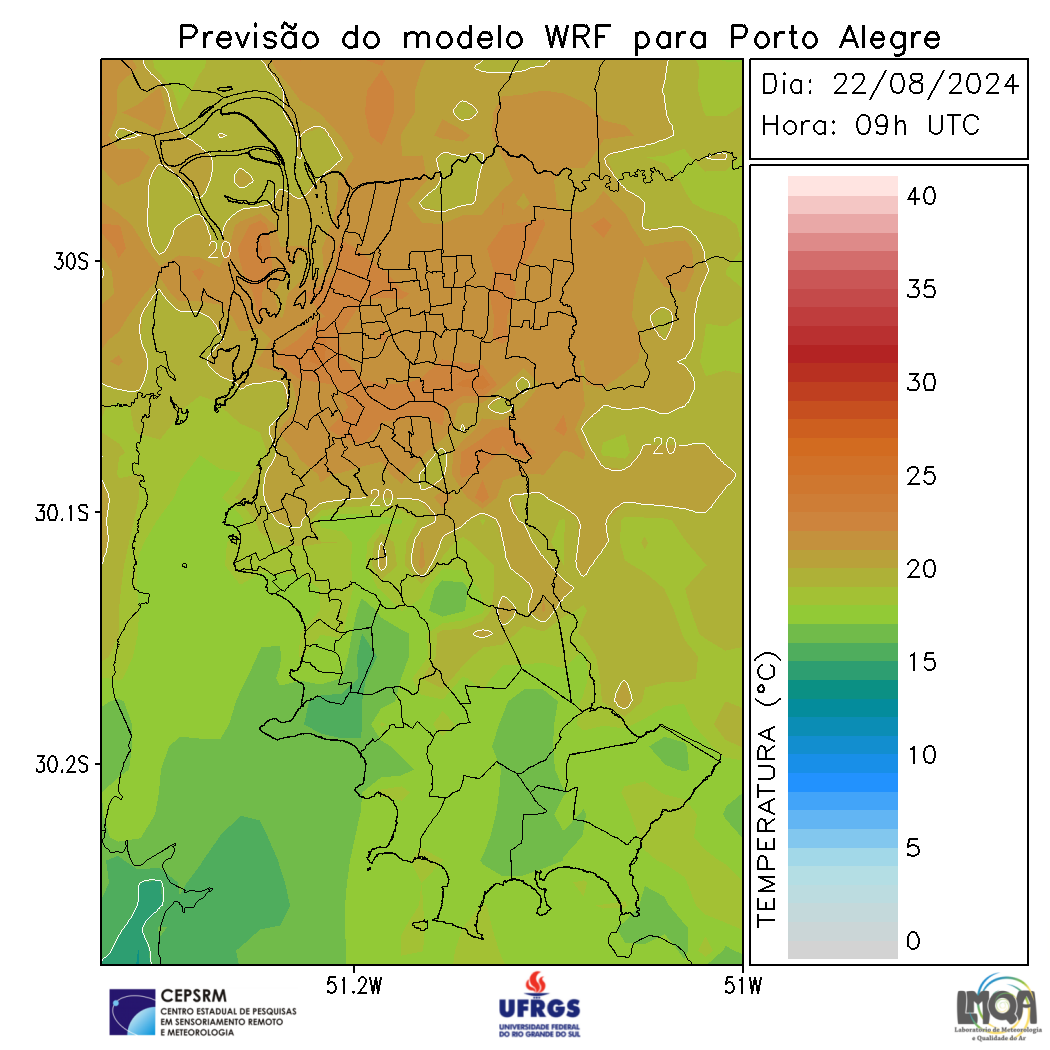 Previsão do modelo WRF para Porto Alegre
Dia: 22/08/2024
Hora: 09h UTC
40
35
30
25
20
15
10
5
0
TEMPERATURA (°C)
30S
30.1S
30.2S
51.2W
51W
20
20
20
CEPSRM
CENTRO ESTADUAL DE PESQUISAS
EM SENSORIAMENTO REMOTO
E METEOROLOGIA
UFRGS
UNIVERSIDADE FEDERAL
DO RIO GRANDE DO SUL
LMQA
Laboratório de Meteorologia
e Qualidade do Ar